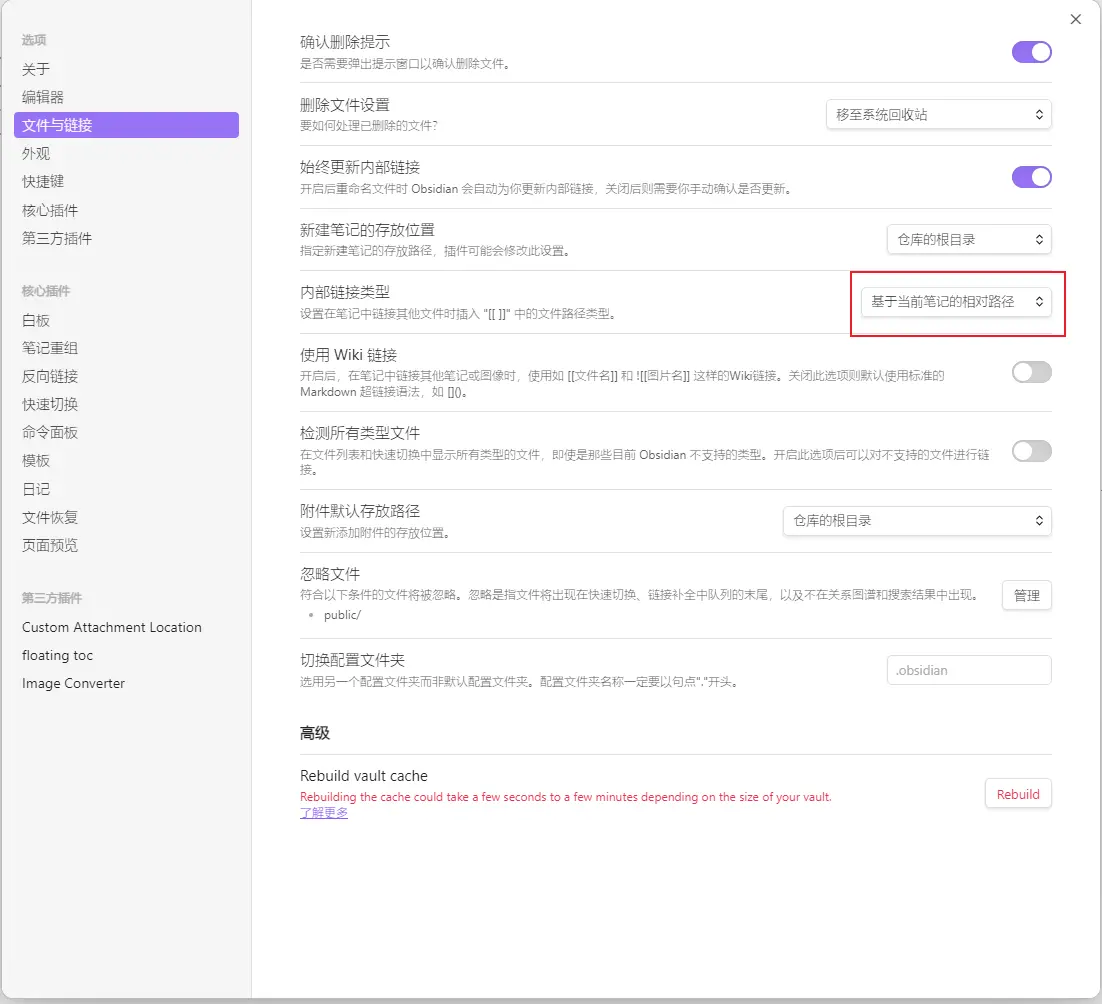 选项
关于
编辑器
文件与链接
外观
快捷键
核心插件
第三方插件
核心插件
白板
笔记重组
反向链接
快速切换
命令面板
模板
日记
文件恢复
页面预览
第三方插件
Custom Attachment Location
floating toc
Image Converter
确认删除提示
是否需要弹出提示窗口以确认删除文件。
删除文件设置
要如何处理已删除的文件?
移至系统回收站
始终更新内部链接
开启后重命名文件时 Obsidian 会自动为你更新内部链接，关闭后则需要你手动确认是否更新。
新建笔记的存放位置
指定新建笔记的存放路径，插件可能会修改此设置。
仓库的根目录
内部链接类型
设置在笔记中链接其他文件时插入 "[[ ]]" 中的文件路径类型。
基于当前笔记的相对路径
使用 Wiki 链接
开启后，在笔记中链接其他笔记或图像时，使用如 [[文件名]] 和 ![[图片名]] 这样的Wiki链接。关闭此选项则默认使用标准的
Markdown 超链接语法，如 []()。
检测所有类型文件
在文件列表和快速切换中显示所有类型的文件，即使是那些目前 Obsidian 不支持的类型。开启此选项后可以对不支持的文件进行链
接。
附件默认存放路径
设置新添加附件的存放位置。
仓库的根目录
忽略文件
符合以下条件的文件将被忽略。忽略是指文件将出现在快速切换、链接补全中队列的末尾，以及不在关系图谱和搜索结果中出现。
• public/
管理
切换配置文件夹
选用另一个配置文件夹而非默认配置文件夹。配置文件夹名称一定要以句点"."开头。
.obsidian
高级
Rebuild vault cache
Rebuilding the cache could take a few seconds to a few minutes depending on the size of your vault.
了解更多
Rebuild